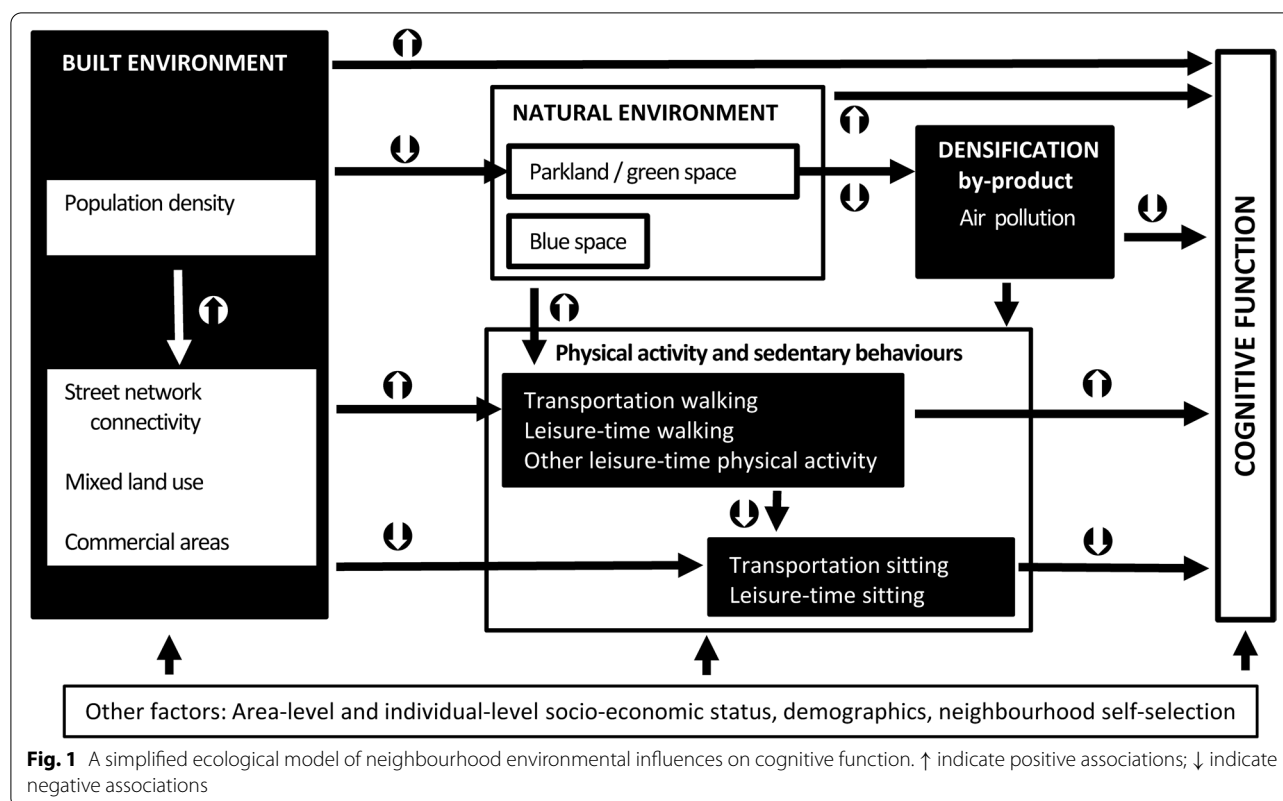 BUILT ENVIRONMENT
Population density
Street network
connectivity
Mixed land use
Commercial areas
NATURAL ENVIRONMENT
Parkland / green space
Blue space
DENSIFICATION
by-product
Air pollution
Physical activity and sedentary behaviours
Transportation walking
Leisure-time walking
Other leisure-time physical activity
Transportation sitting
Leisure-time sitting
COGNITIVE FUNCTION
Other factors: Area-level and individual-level socio-economic status, demographics, neighbourhood self-selection
Fig. 1 A simplified ecological model of neighbourhood environmental influences on cognitive function. ↑ indicate positive associations; ↓ indicate
negative associations